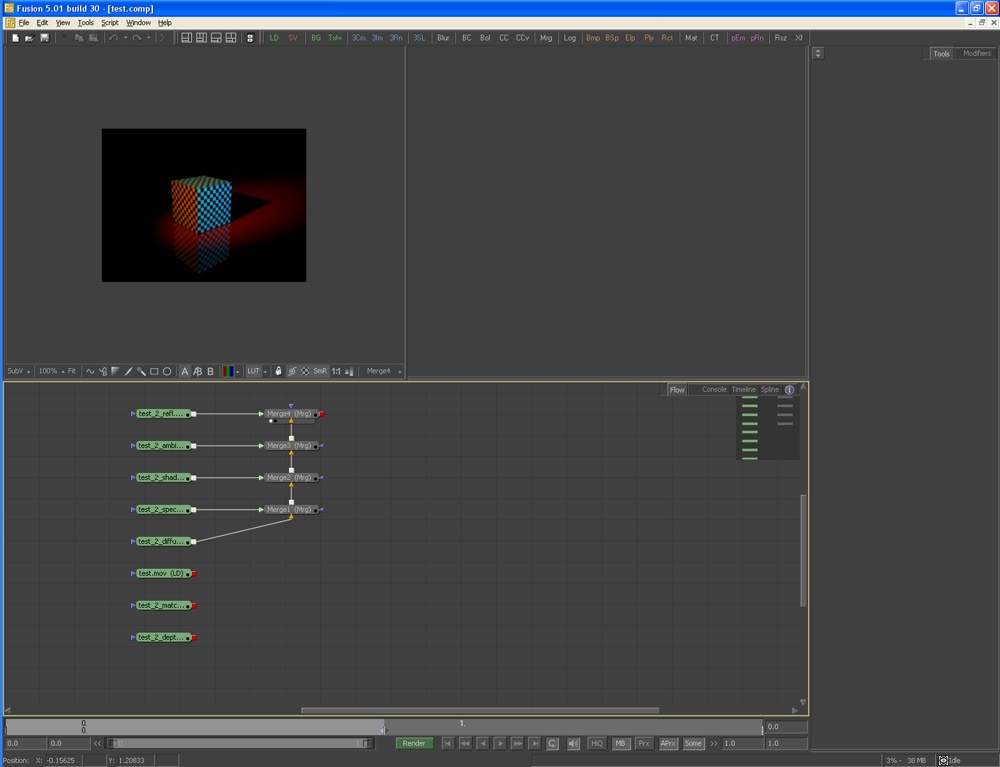 Fusion 5.01 build 30 - [test.comp]
File Edit View Tools Script Window Help
LD SV BG Txt+ 3Cm 3Im 3Rn 3SL Blur BC Bol CC CCv Mrg Log Bmp BSp Elp Ply Rct Mat CT pEm pRn Rsz Xf
Tools Modifiers
SubV 100% Fit A A/B B LUT SmR 1:1 Merge4
Flow Console Timeline Spline
test_2_refl.... Merge4 (Mrg)
test_2_ambi... Merge3 (Mrg)
test_2_shad... Merge2 (Mrg)
test_2_spec... Merge1 (Mrg)
test_2_diffu...
test.mov (LD)
test_2_matc...
test_2_dept...
0. 1.
0. 0.0
0.0 0.0 << Render HiQ MB Prx APrx Some >> 1.0 1.0
Position: X: -0.15625 Y: 1.20833 3% - 38 MB Idle